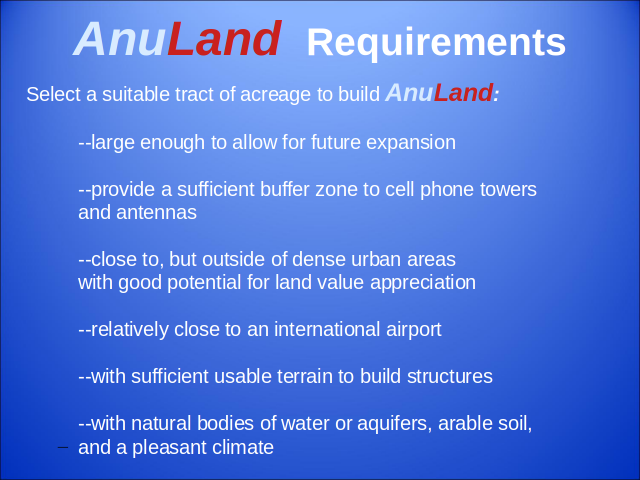 AnuLand Requirements
Select a suitable tract of acreage to build AnuLand:
--large enough to allow for future expansion
--provide a sufficient buffer zone to cell phone towers
and antennas
--close to, but outside of dense urban areas
with good potential for land value appreciation
--relatively close to an international airport
--with sufficient usable terrain to build structures
--with natural bodies of water or aquifers, arable soil,
– and a pleasant climate